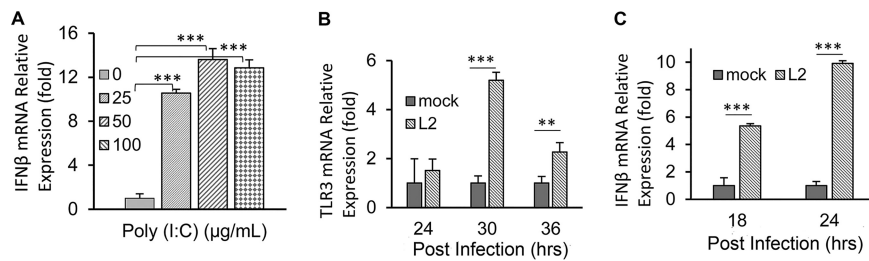 A
IFNβ mRNA Relative
Expression (fold)
16
12
8
4
0
0
25
50
100
***
***
***
Poly (I:C) (µg/mL)
B
TLR3 mRNA Relative
Expression (fold)
6
4
2
0
mock
L2
***
**
24
30
36
Post Infection (hrs)
C
IFNβ mRNA Relative
Expression (fold)
10
8
6
4
2
0
mock
L2
***
***
18
24
Post Infection (hrs)